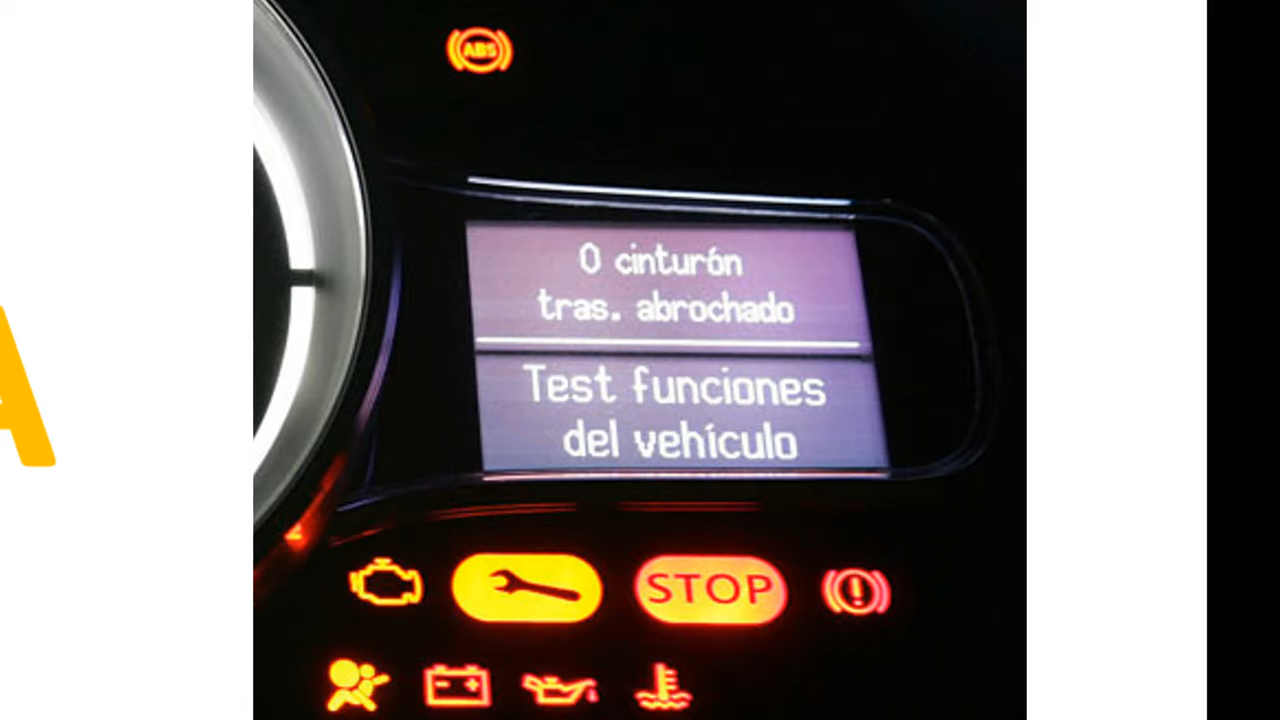 ABS
0 cinturón
tras. abrochado
Test funciones
del vehículo
STOP
A